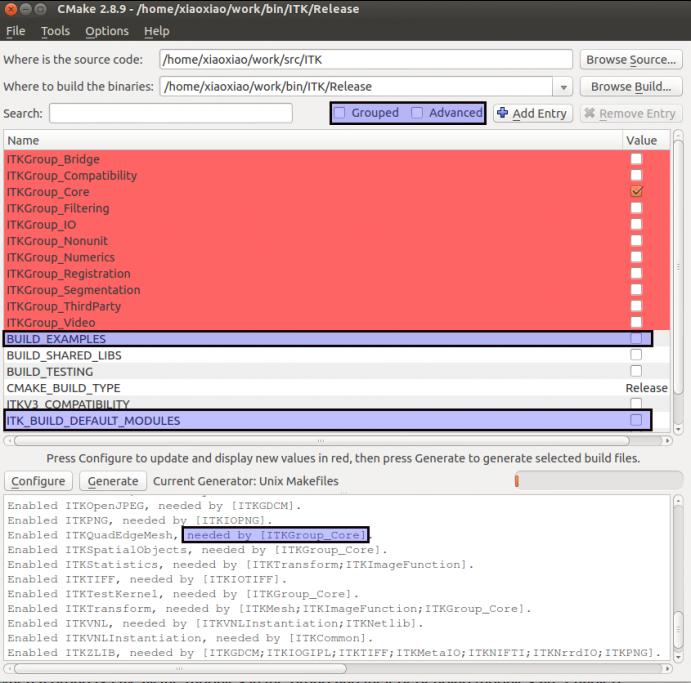 CMake 2.8.9 - /home/xiaoxiao/work/bin/ITK/Release
File Tools Options Help
Where is the source code: /home/xiaoxiao/work/src/ITK Browse Source...
Where to build the binaries: /home/xiaoxiao/work/bin/ITK/Release Browse Build...
Search: Grouped Advanced Add Entry Remove Entry
Name Value
ITKGroup_Bridge
ITKGroup_Compatibility
ITKGroup_Core
ITKGroup_Filtering
ITKGroup_IO
ITKGroup_Nonunit
ITKGroup_Numerics
ITKGroup_Registration
ITKGroup_Segmentation
ITKGroup_ThirdParty
ITKGroup_Video
BUILD_EXAMPLES
BUILD_SHARED_LIBS
BUILD_TESTING
CMAKE_BUILD_TYPE Release
ITKV3_COMPATIBILITY
ITK_BUILD_DEFAULT_MODULES
Press Configure to update and display new values in red, then press Generate to generate selected build files.
Configure Generate Current Generator: Unix Makefiles
Enabled ITKOpenJPEG, needed by [ITKGDCM].
Enabled ITKPNG, needed by [ITKIOPNG].
Enabled ITKQuadEdgeMesh, needed by [ITKGroup_Core].
Enabled ITKSpatialObjects, needed by [ITKGroup_Core].
Enabled ITKStatistics, needed by [ITKTransform;ITKImageFunction].
Enabled ITKTIFF, needed by [ITKIOTIFF].
Enabled ITKTestKernel, needed by [ITKGroup_Core].
Enabled ITKTransform, needed by [ITKMesh;ITKImageFunction;ITKGroup_Core].
Enabled ITKVNL, needed by [ITKVNLInstantiation;ITKNetlib].
Enabled ITKVNLInstantiation, needed by [ITKCommon].
Enabled ITKZLIB, needed by [ITKGDCM;ITKIOGIPL;ITKTIFF;ITKMetaIO;ITKNIFTI;ITKNrrdIO;ITKPNG].